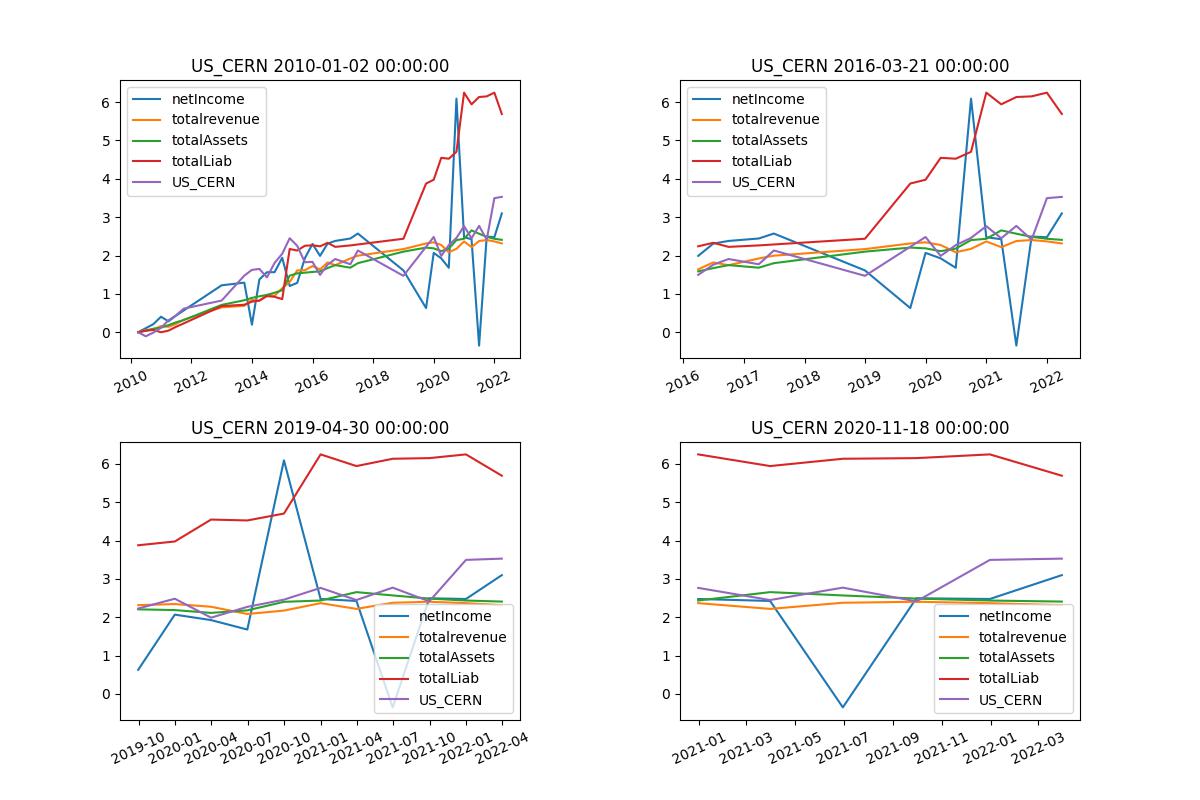 US_CERN 2010-01-02 00:00:00
netIncome
totalrevenue
totalAssets
totalLiab
US_CERN
6
5
4
3
2
1
0
2010 2012 2014 2016 2018 2020 2022
US_CERN 2016-03-21 00:00:00
netIncome
totalrevenue
totalAssets
totalLiab
US_CERN
6
5
4
3
2
1
0
2016 2017 2018 2019 2020 2021 2022
US_CERN 2019-04-30 00:00:00
6
5
4
3
2
1
0
netIncome
totalrevenue
totalAssets
totalLiab
US_CERN
2019-10 2020-01 2020-04 2020-07 2020-10 2021-01 2021-04 2021-07 2021-10 2022-01 2022-04
US_CERN 2020-11-18 00:00:00
6
5
4
3
2
1
0
netIncome
totalrevenue
totalAssets
totalLiab
US_CERN
2021-01 2021-03 2021-05 2021-07 2021-09 2021-11 2022-01 2022-03